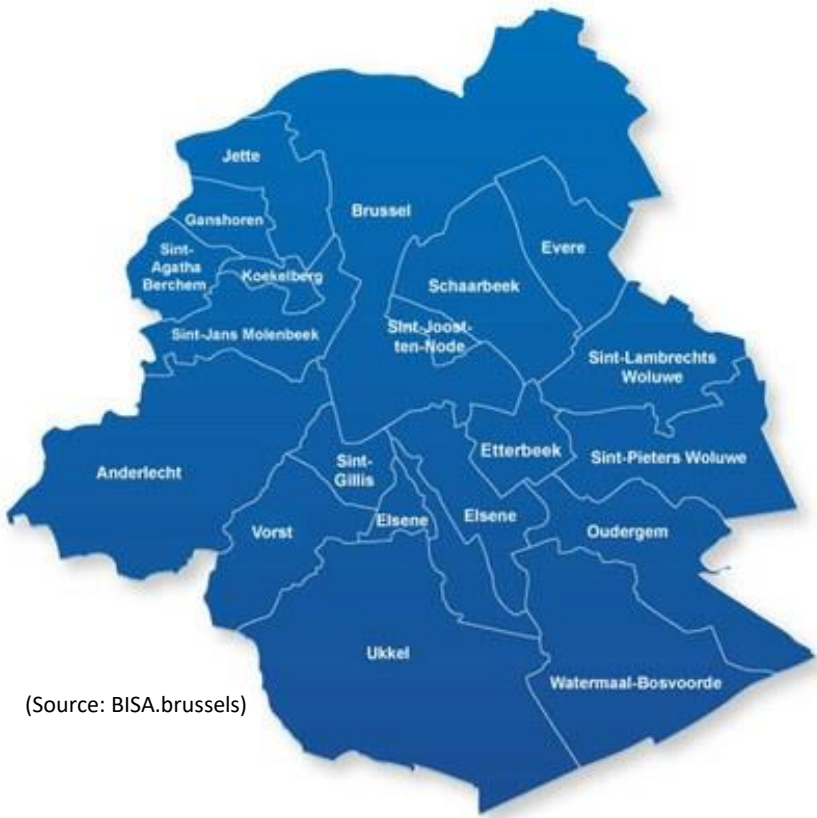 Jette
Ganshoren
Brussel
Sint-
Agatha
Berchem
Koekelberg
Evere
Schaarbeek
Sint-Jans Molenbeek
Sint-Joost-
ten-Node
Sint-Lambrechts
Woluwe
Anderlecht
Sint-
Gillis
Etterbeek
Sint-Pieters Woluwe
Vorst
Elsene
Elsene
Oudergem
Ukkel
Watermaal-Bosvoorde
(Source: BISA.brussels)